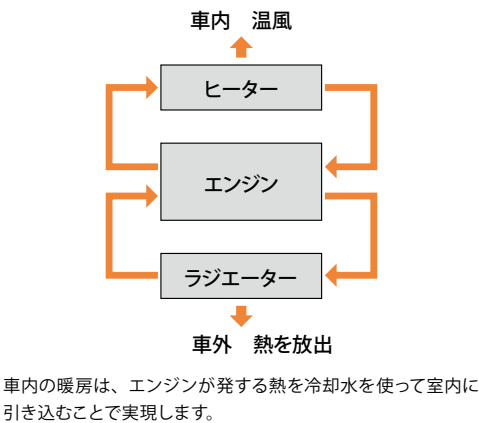 車内　温風
ヒーター
エンジン
ラジエーター
車外　熱を放出
車内の暖房は、エンジンが発する熱を冷却水を使って室内に
引き込むことで実現します。